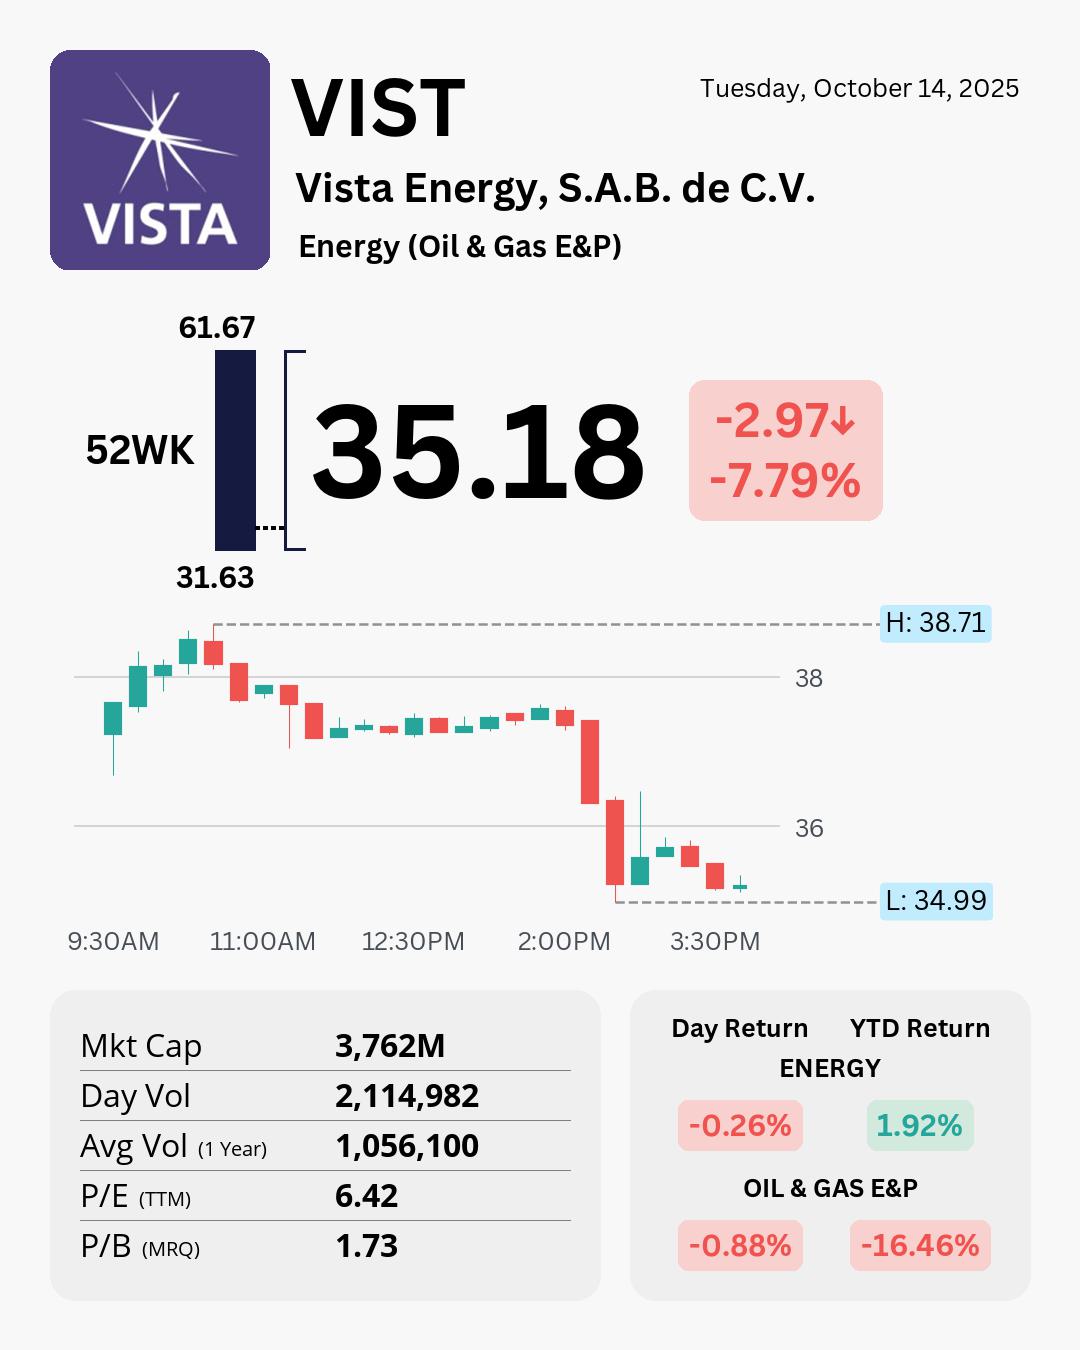 VISTA
VIST
Tuesday, October 14, 2025
Vista Energy, S.A.B. de C.V.
Energy (Oil & Gas E&P)
61.67
52WK
35.18
-2.97↓
-7.79%
31.63
H: 38.71
38
36
L: 34.99
9:30AM 11:00AM 12:30PM 2:00PM 3:30PM
Mkt Cap 3,762M
Day Vol 2,114,982
Avg Vol (1 Year) 1,056,100
P/E (TTM) 6.42
P/B (MRQ) 1.73
Day Return YTD Return
ENERGY
-0.26% 1.92%
OIL & GAS E&P
-0.88% -16.46%